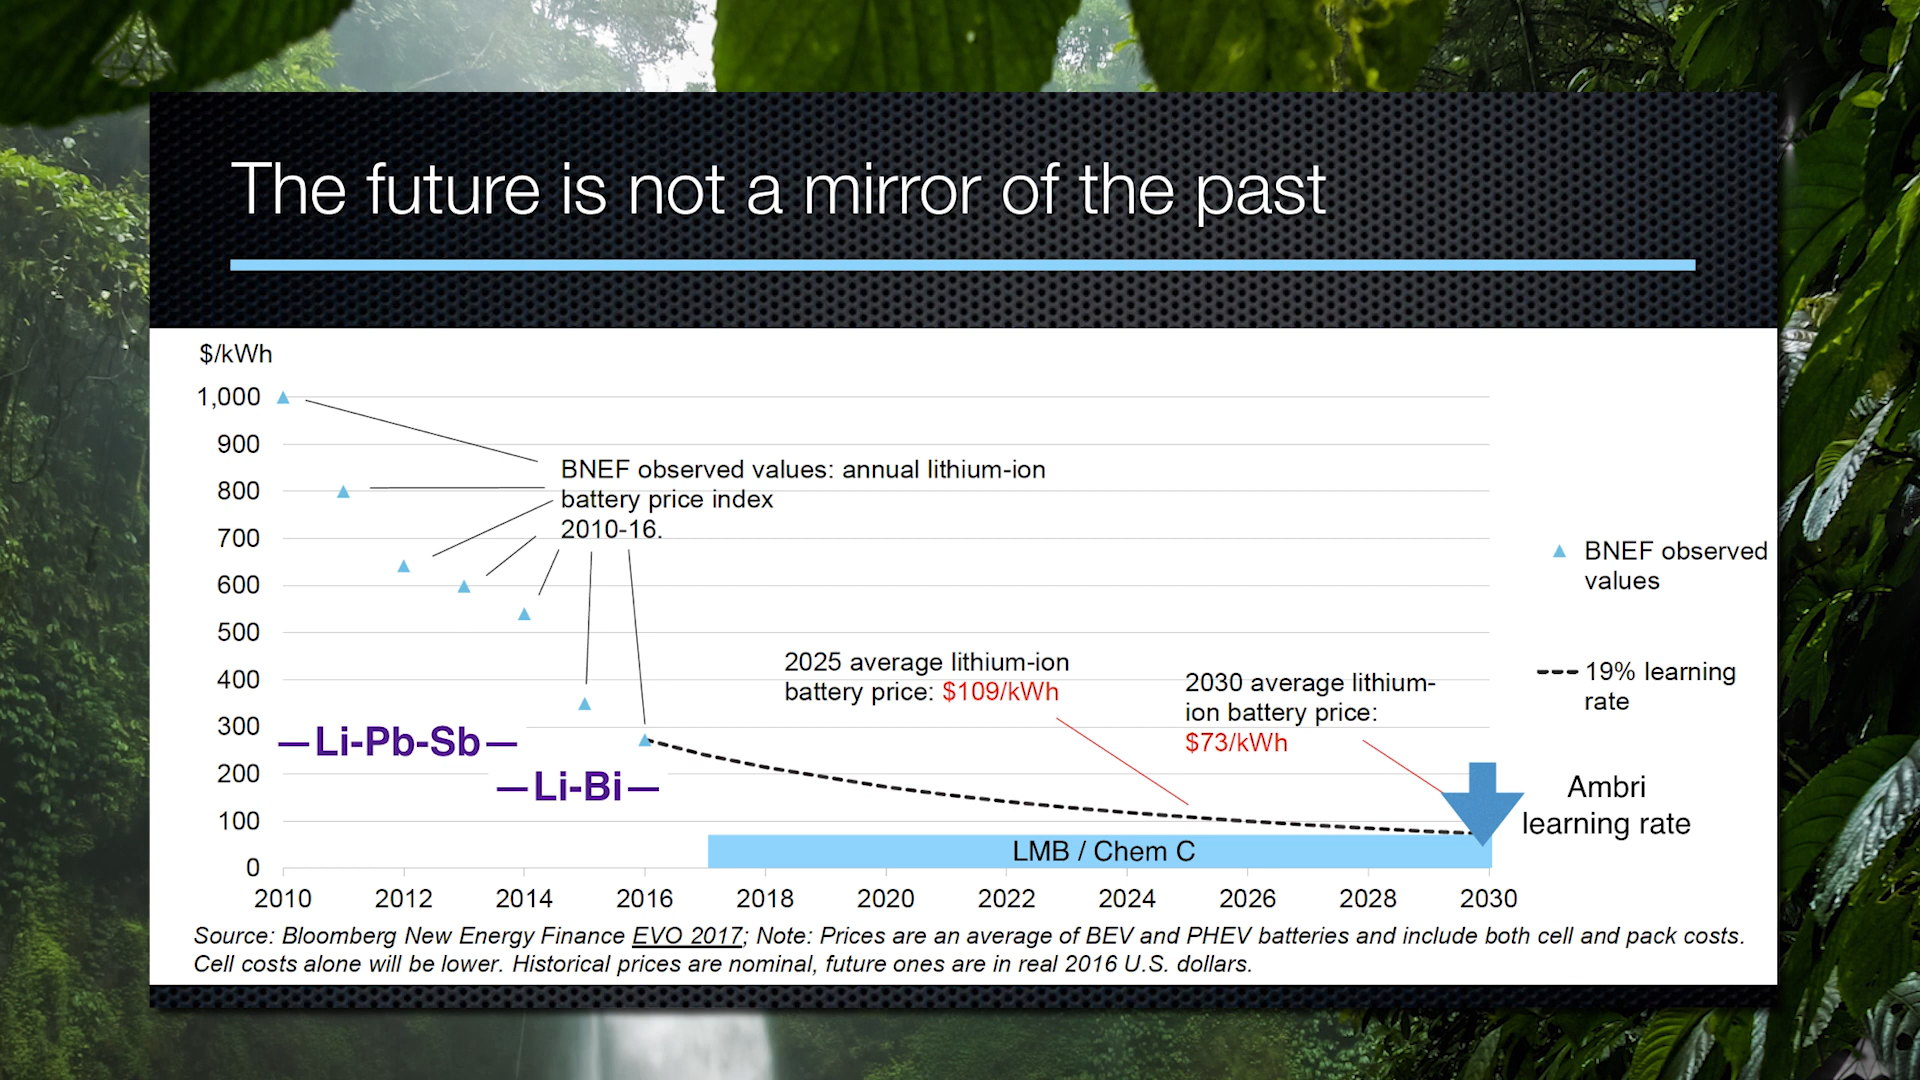 The future is not a mirror of the past
$/kWh
1,000
900
800
700
600
500
400
300
200
100
0
BNEF observed values: annual lithium-ion
battery price index
2010-16.
2025 average lithium-ion
battery price: $109/kWh
2030 average lithium-
ion battery price:
$73/kWh
—Li-Pb-Sb—
—Li-Bi—
LMB / Chem C
BNEF observed
values
19% learning
rate
Ambri
learning rate
2010 2012 2014 2016 2018 2020 2022 2024 2026 2028 2030
Source: Bloomberg New Energy Finance EVO 2017; Note: Prices are an average of BEV and PHEV batteries and include both cell and pack costs.
Cell costs alone will be lower. Historical prices are nominal, future ones are in real 2016 U.S. dollars.